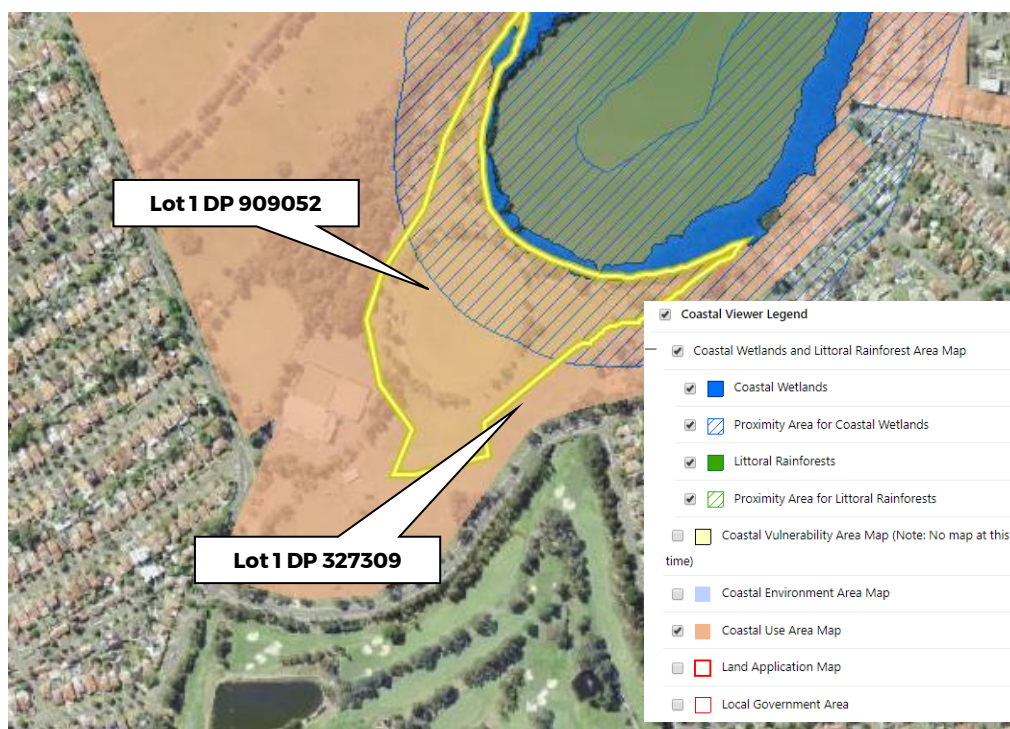 Lot 1 DP 909052
Lot 1 DP 327309
Coastal Viewer Legend
Coastal Wetlands and Littoral Rainforest Area Map
Coastal Wetlands
Proximity Area for Coastal Wetlands
Littoral Rainforests
Proximity Area for Littoral Rainforests
Coastal Vulnerability Area Map (Note: No map at this
time)
Coastal Environment Area Map
Coastal Use Area Map
Land Application Map
Local Government Area